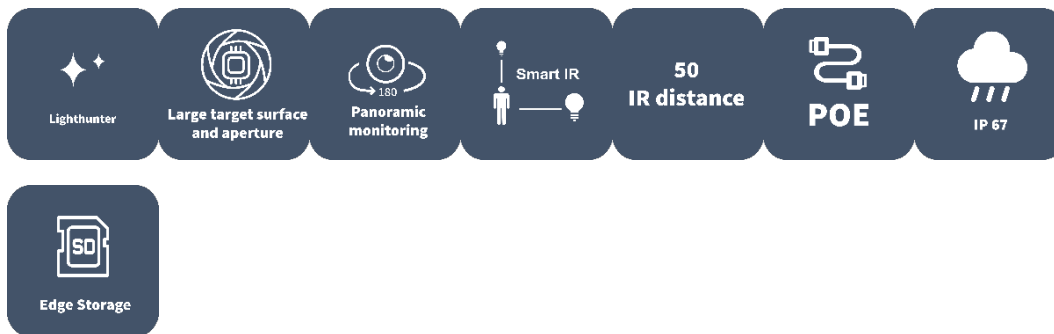 Lighthunter
Large target surface
and aperture
180
Panoramic
monitoring
Smart IR
50
IR distance
POE
IP 67
SD
Edge Storage